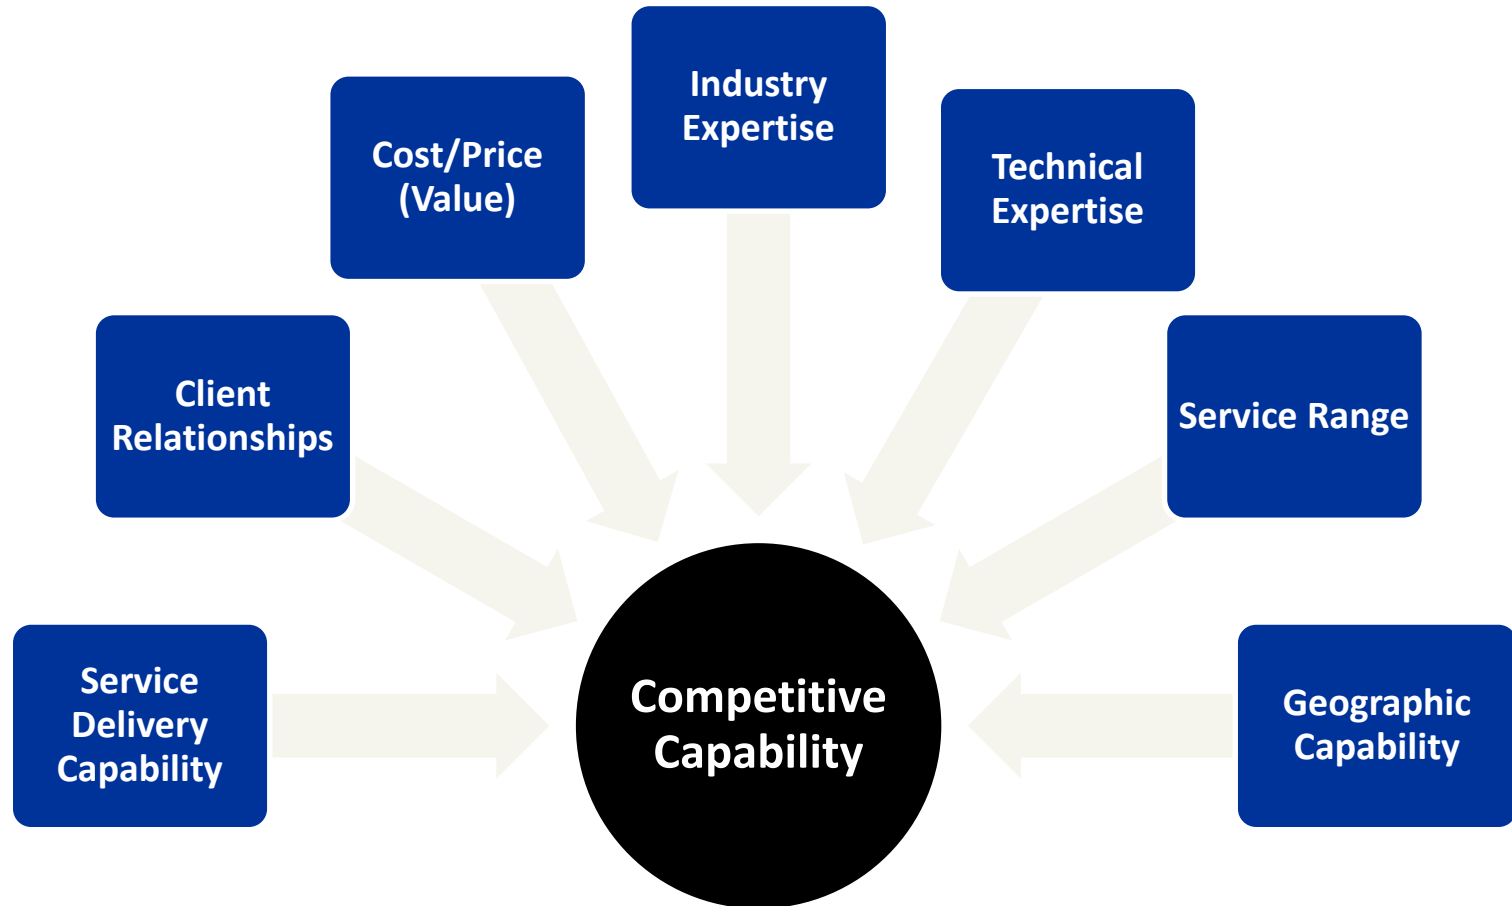 Industry
Expertise
Cost/Price
(Value)
Technical
Expertise
Client
Relationships
Service Range
Service
Delivery
Capability
Competitive
Capability
Geographic
Capability